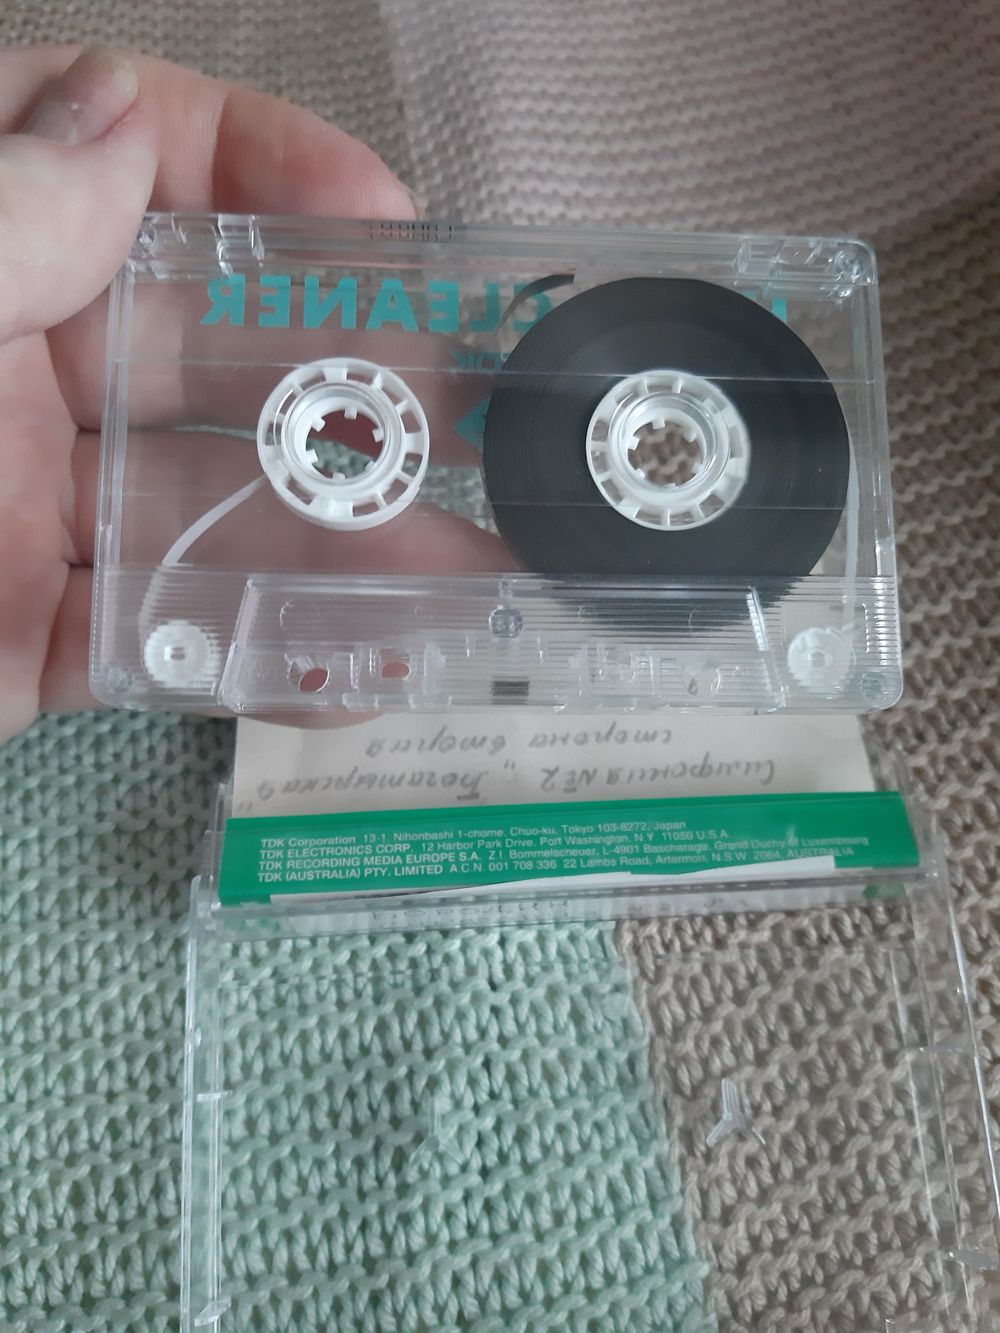 CLEANER
TDK
Симфония №2 „Богатырская"
сторона вторая
TDK Corporation 13-1, Nihonbashi 1-chome, Chuo-ku, Tokyo 103-8272, Japan
TDK ELECTRONICS CORP. 12 Harbor Park Drive, Port Washington, N.Y. 11050 U.S.A.
TDK RECORDING MEDIA EUROPE S.A. Z.I. Bommelscheuer, L-4901 Bascharage, Grand Duchy of Luxembourg
TDK (AUSTRALIA) PTY. LIMITED A.C.N. 001 708 336 22 Lambs Road, Artarmon, N.S.W. 2064, AUSTRALIA